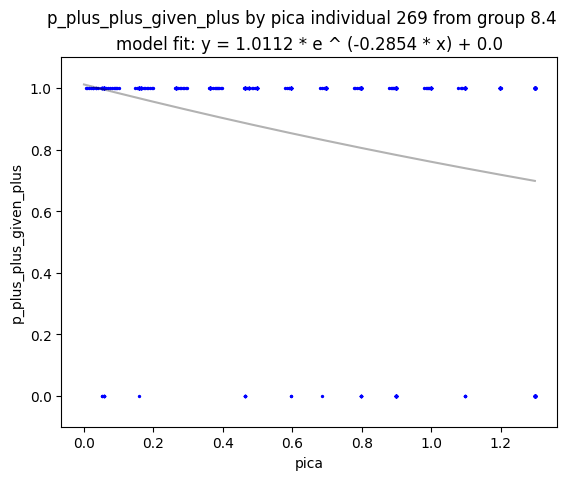 p_plus_plus_given_plus by pica individual 269 from group 8.4
model fit: y = 1.0112 * e ^ (-0.2854 * x) + 0.0
p_plus_plus_given_plus
1.0
0.8
0.6
0.4
0.2
0.0
0.0 0.2 0.4 0.6 0.8 1.0 1.2
pica